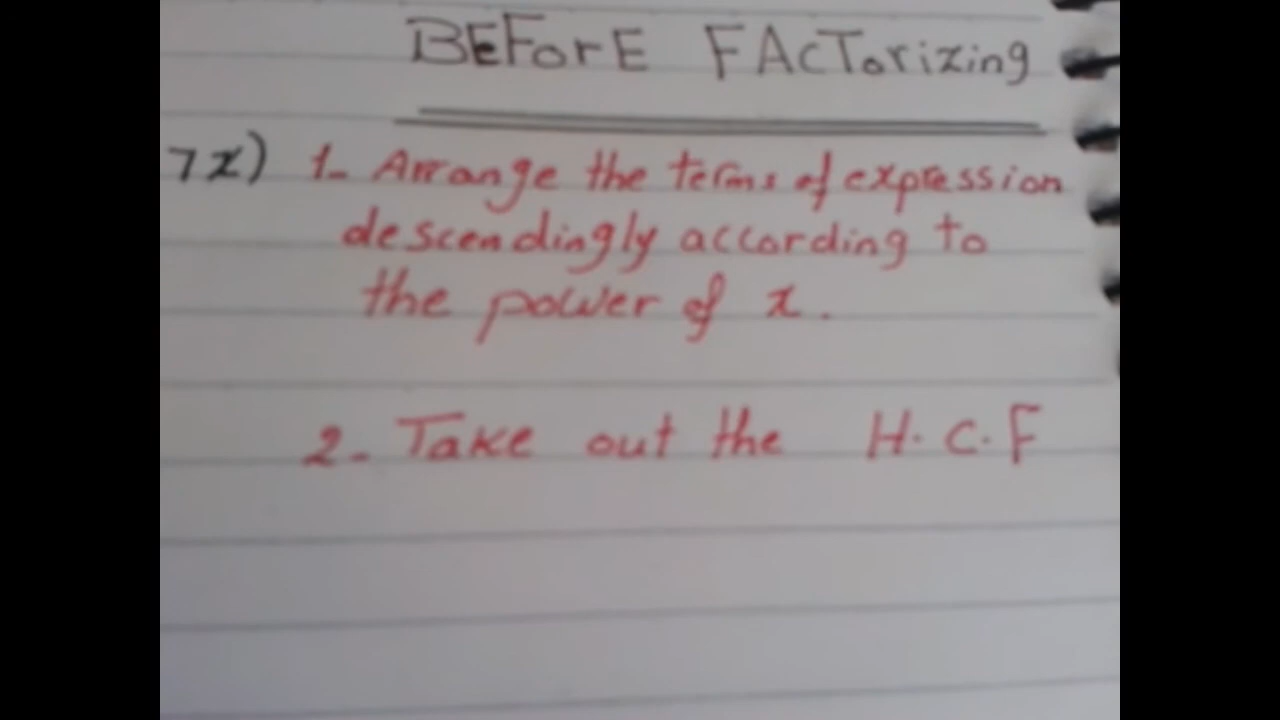 BEForE FACTorizing
7x) 1- Arrange the terms of expression
descendingly according to
the power of x.
2- Take out the H.C.F